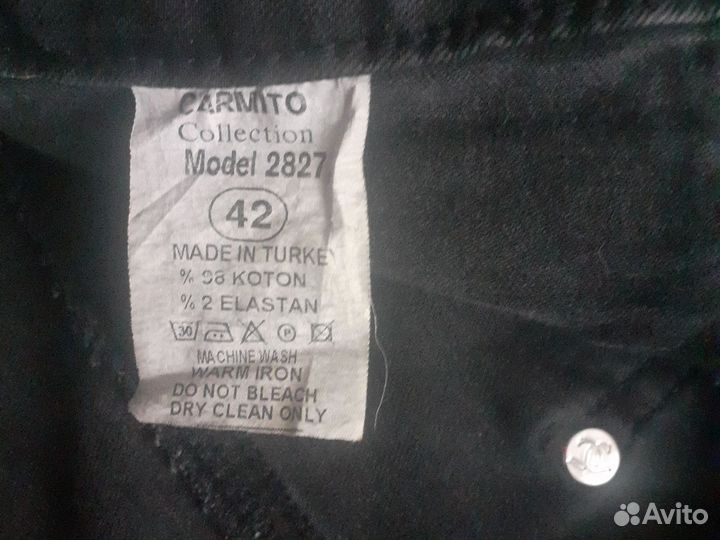 CARMITO
Collection
Model 2827
42
MADE IN TURKEY
% 98 KOTON
% 2 ELASTAN
30 P
MACHINE WASH
WARM IRON
DO NOT BLEACH
DRY CLEAN ONLY
Avito